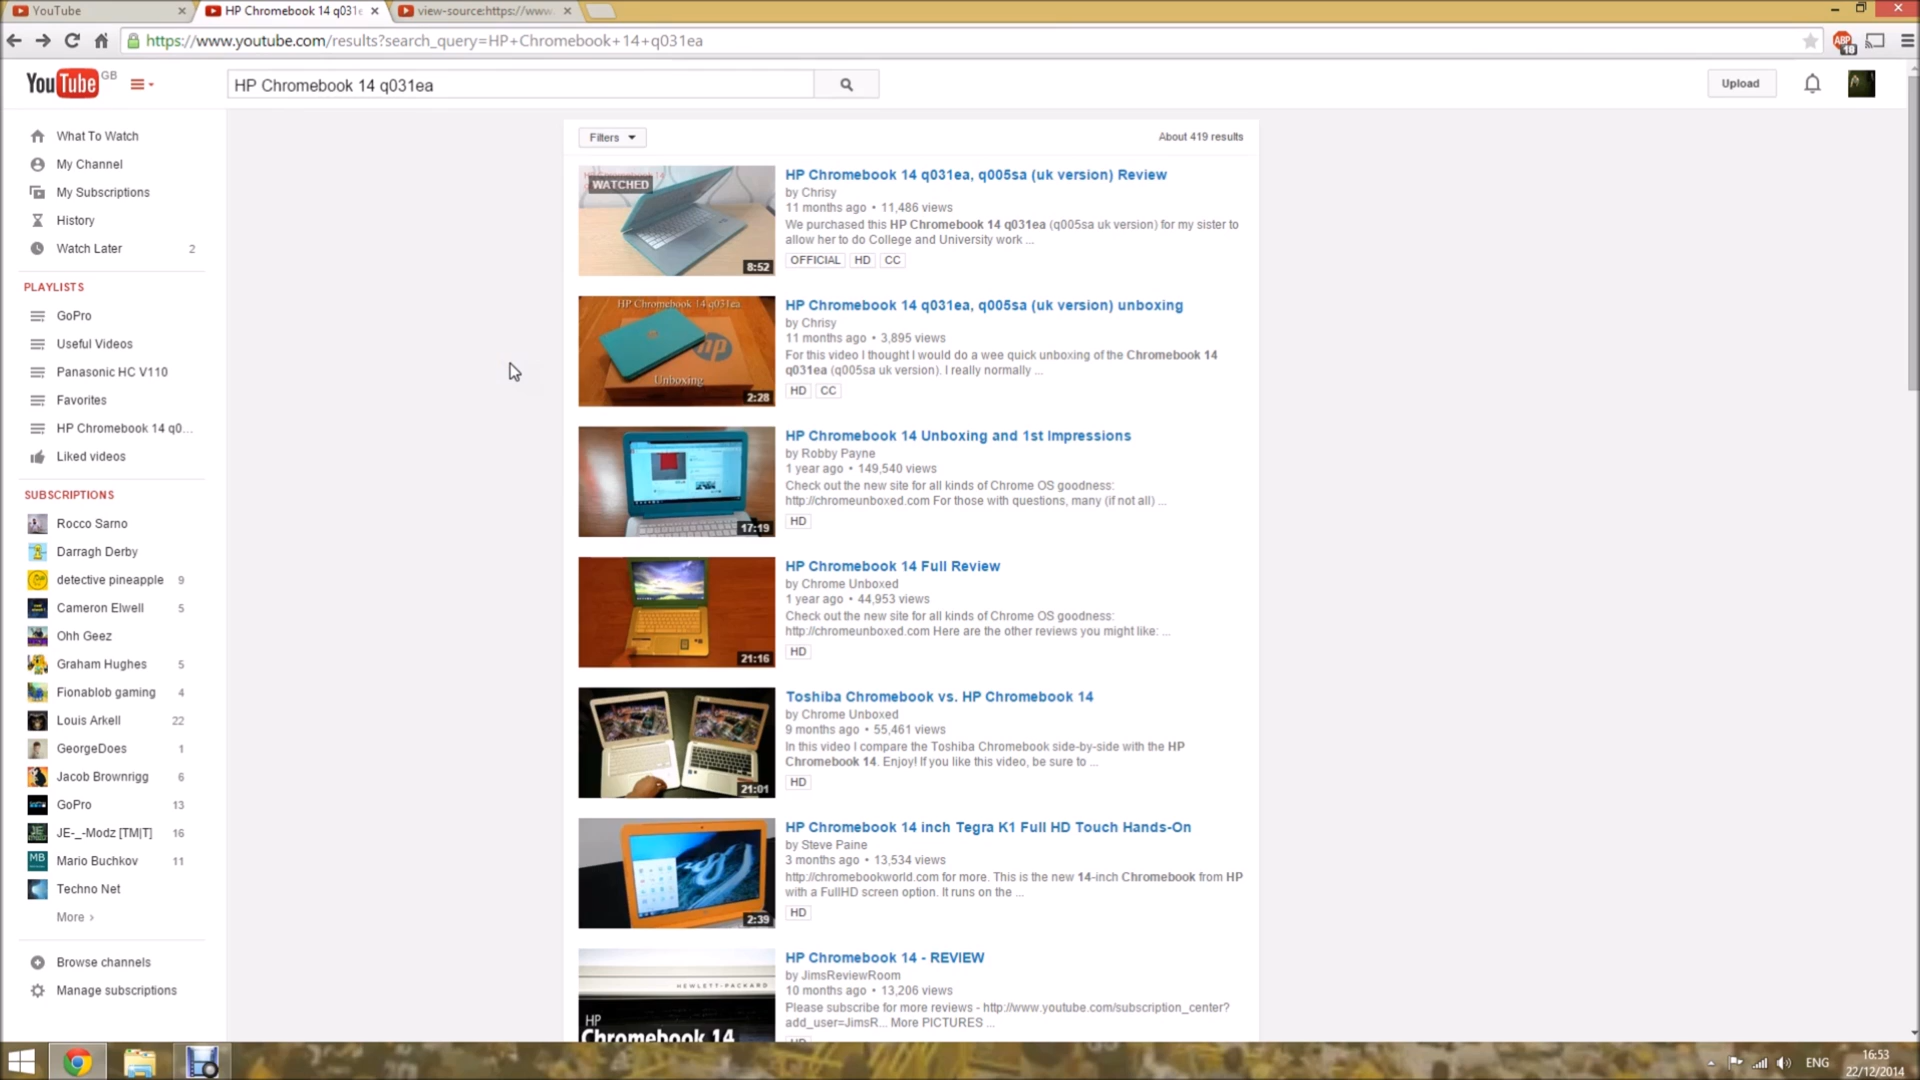 YouTube
HP Chromebook 14 q031e
view-source:https://www.
https://www.youtube.com/results?search_query=HP+Chromebook+14+q031ea
ABP
18
YouTube GB
HP Chromebook 14 q031ea
Upload
What To Watch
My Channel
My Subscriptions
History
Watch Later 2
PLAYLISTS
GoPro
Useful Videos
Panasonic HC V110
Favorites
HP Chromebook 14 q0...
Liked videos
SUBSCRIPTIONS
Rocco Sarno
Darragh Derby
detective pineapple 9
Cameron Elwell 5
Ohh Geez
Graham Hughes 5
Fionablob gaming 4
Louis Arkell 22
GeorgeDoes 1
Jacob Brownrigg 6
GoPro 13
JE-_-Modz [TM|T] 16
MB
Mario Buchkov 11
Techno Net
More ›
Browse channels
Manage subscriptions
Filters
About 419 results
WATCHED
8:52
HP Chromebook 14 q031ea, q005sa (uk version) Review
by Chrisy
11 months ago • 11,486 views
We purchased this HP Chromebook 14 q031ea (q005sa uk version) for my sister to
allow her to do College and University work ...
OFFICIAL HD CC
HP Chromebook 14 q031ea
hp
Unboxing
2:28
HP Chromebook 14 q031ea, q005sa (uk version) unboxing
by Chrisy
11 months ago • 3,895 views
For this video I thought I would do a wee quick unboxing of the Chromebook 14
q031ea (q005sa uk version). I really normally ...
HD CC
17:19
HP Chromebook 14 Unboxing and 1st Impressions
by Robby Payne
1 year ago • 149,540 views
Check out the new site for all kinds of Chrome OS goodness:
http://chromeunboxed.com For those with questions, many (if not all) ...
HD
21:16
HP Chromebook 14 Full Review
by Chrome Unboxed
1 year ago • 44,953 views
Check out the new site for all kinds of Chrome OS goodness:
http://chromeunboxed.com Here are the other reviews you might like: ...
HD
21:01
Toshiba Chromebook vs. HP Chromebook 14
by Chrome Unboxed
9 months ago • 55,461 views
In this video I compare the Toshiba Chromebook side-by-side with the HP
Chromebook 14. Enjoy! If you like this video, be sure to ...
HD
2:39
HP Chromebook 14 inch Tegra K1 Full HD Touch Hands-On
by Steve Paine
3 months ago • 13,534 views
http://chromebookworld.com for more. This is the new 14-inch Chromebook from HP
with a FullHD screen option. It runs on the ...
HD
HEWLETT-PACKARD
HP
Chromebook 14
HP Chromebook 14 - REVIEW
by JimsReviewRoom
10 months ago • 13,206 views
Please subscribe for more reviews - http://www.youtube.com/subscription_center?
add_user=JimsR... More PICTURES ...
HD
ENG
16:53
22/12/2014